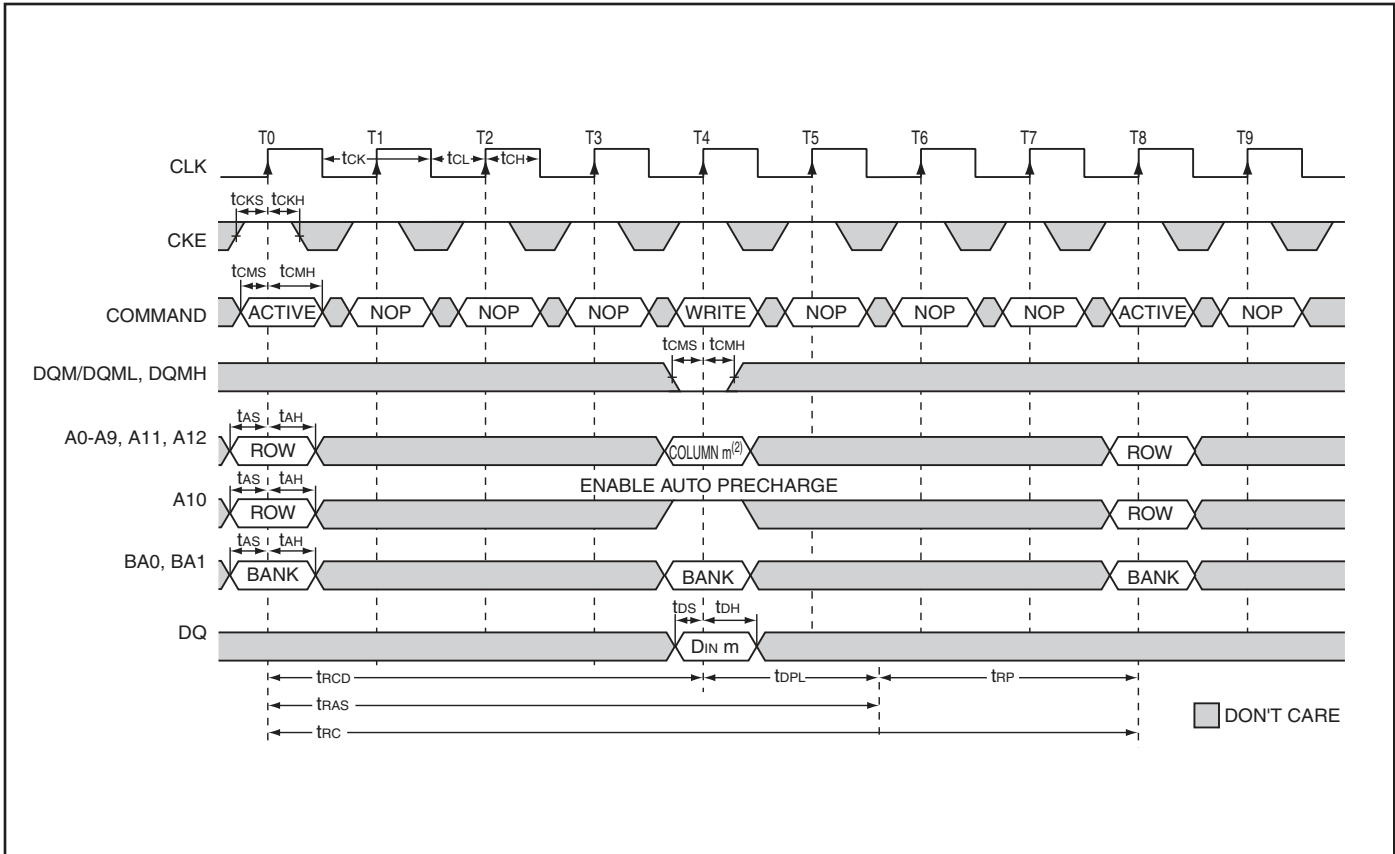 T0 T1 T2 T3 T4 T5 T6 T7 T8 T9
CLK tCK tCL tCH
tCKS tCKH
CKE
tCMS tCMH
COMMAND ACTIVE NOP NOP NOP WRITE NOP NOP NOP ACTIVE NOP
tCMS tCMH
DQM/DQML, DQMH
tAS tAH
A0-A9, A11, A12 ROW COLUMN m(2) ROW
tAS tAH ENABLE AUTO PRECHARGE
A10 ROW ROW
tAS tAH
BA0, BA1 BANK BANK BANK
tDS tDH
DQ DIN m
tRCD tDPL tRP
tRAS
DON'T CARE
tRC